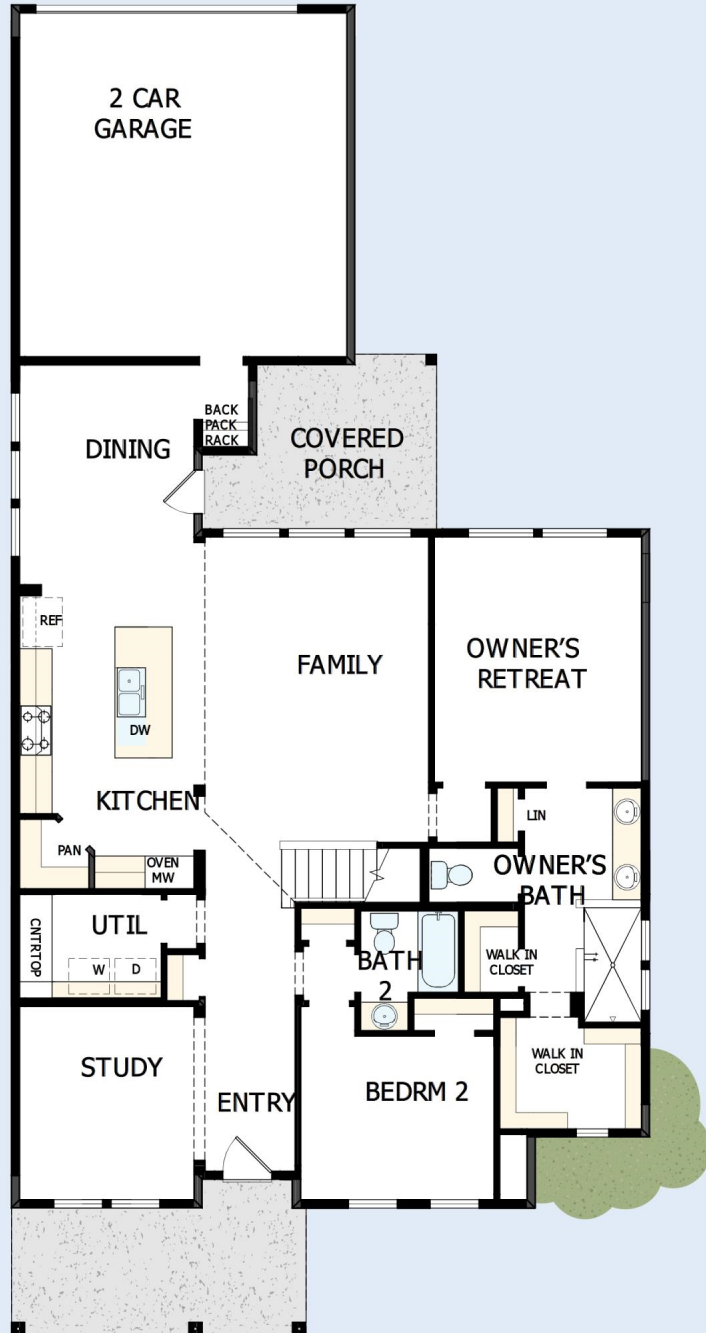 2 CAR
GARAGE
BACK
PACK
RACK
DINING
COVERED
PORCH
REF
FAMILY
OWNER'S
RETREAT
DW
KITCHEN
LIN
PAN
OVEN
MW
OWNER'S
BATH
UTIL
CNTRTOP
W
D
BATH
2
WALK IN
CLOSET
STUDY
ENTRY
BEDRM 2
WALK IN
CLOSET